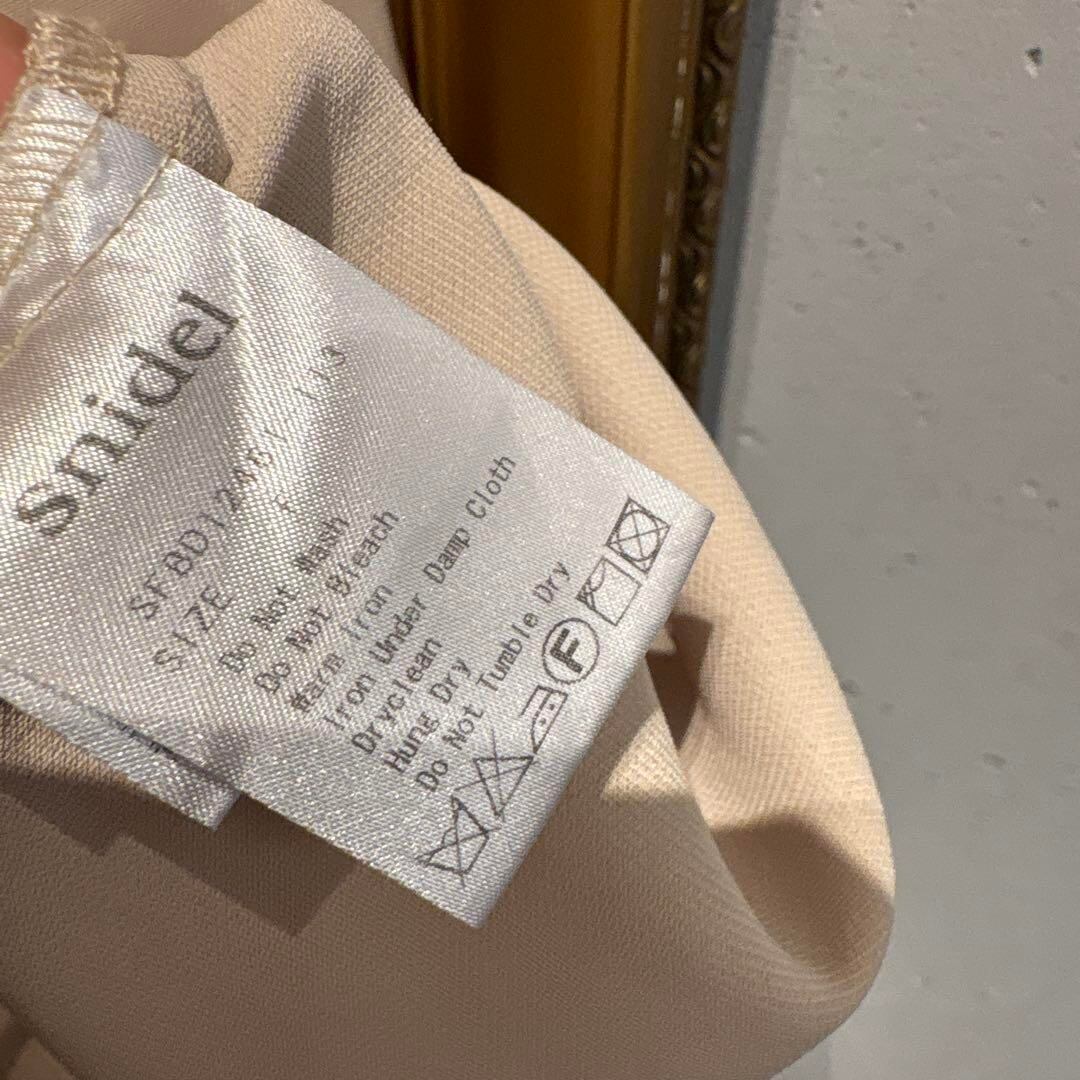 snidel
SIZE F
Do Not Wash
Do Not Bleach
Warm Iron
Iron Under Damp Cloth
Dryclean
Hung Dry
Do Not Tumble Dry
F